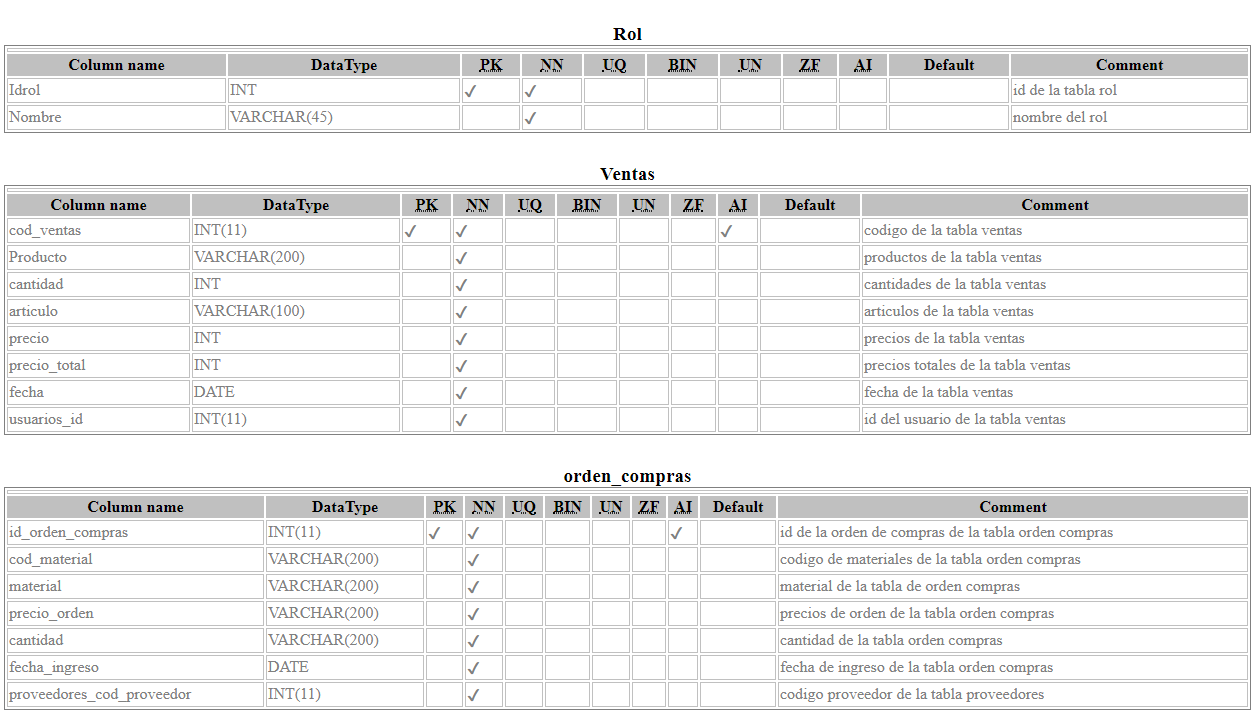 Rol
Column name DataType PK NN UQ BIN UN ZF AI Default Comment
Idrol INT ✓ ✓ id de la tabla rol
Nombre VARCHAR(45) ✓ nombre del rol
Ventas
Column name DataType PK NN UQ BIN UN ZF AI Default Comment
cod_ventas INT(11) ✓ ✓ ✓ codigo de la tabla ventas
Producto VARCHAR(200) ✓ productos de la tabla ventas
cantidad INT ✓ cantidades de la tabla ventas
articulo VARCHAR(100) ✓ articulos de la tabla ventas
precio INT ✓ precios de la tabla ventas
precio_total INT ✓ precios totales de la tabla ventas
fecha DATE ✓ fecha de la tabla ventas
usuarios_id INT(11) ✓ id del usuario de la tabla ventas
orden_compras
Column name DataType PK NN UQ BIN UN ZF AI Default Comment
id_orden_compras INT(11) ✓ ✓ ✓ id de la orden de compras de la tabla orden compras
cod_material VARCHAR(200) ✓ codigo de materiales de la tabla orden compras
material VARCHAR(200) ✓ material de la tabla de orden compras
precio_orden VARCHAR(200) ✓ precios de orden de la tabla orden compras
cantidad VARCHAR(200) ✓ cantidad de la tabla orden compras
fecha_ingreso DATE ✓ fecha de ingreso de la tabla orden compras
proveedores_cod_proveedor INT(11) ✓ codigo proveedor de la tabla proveedores